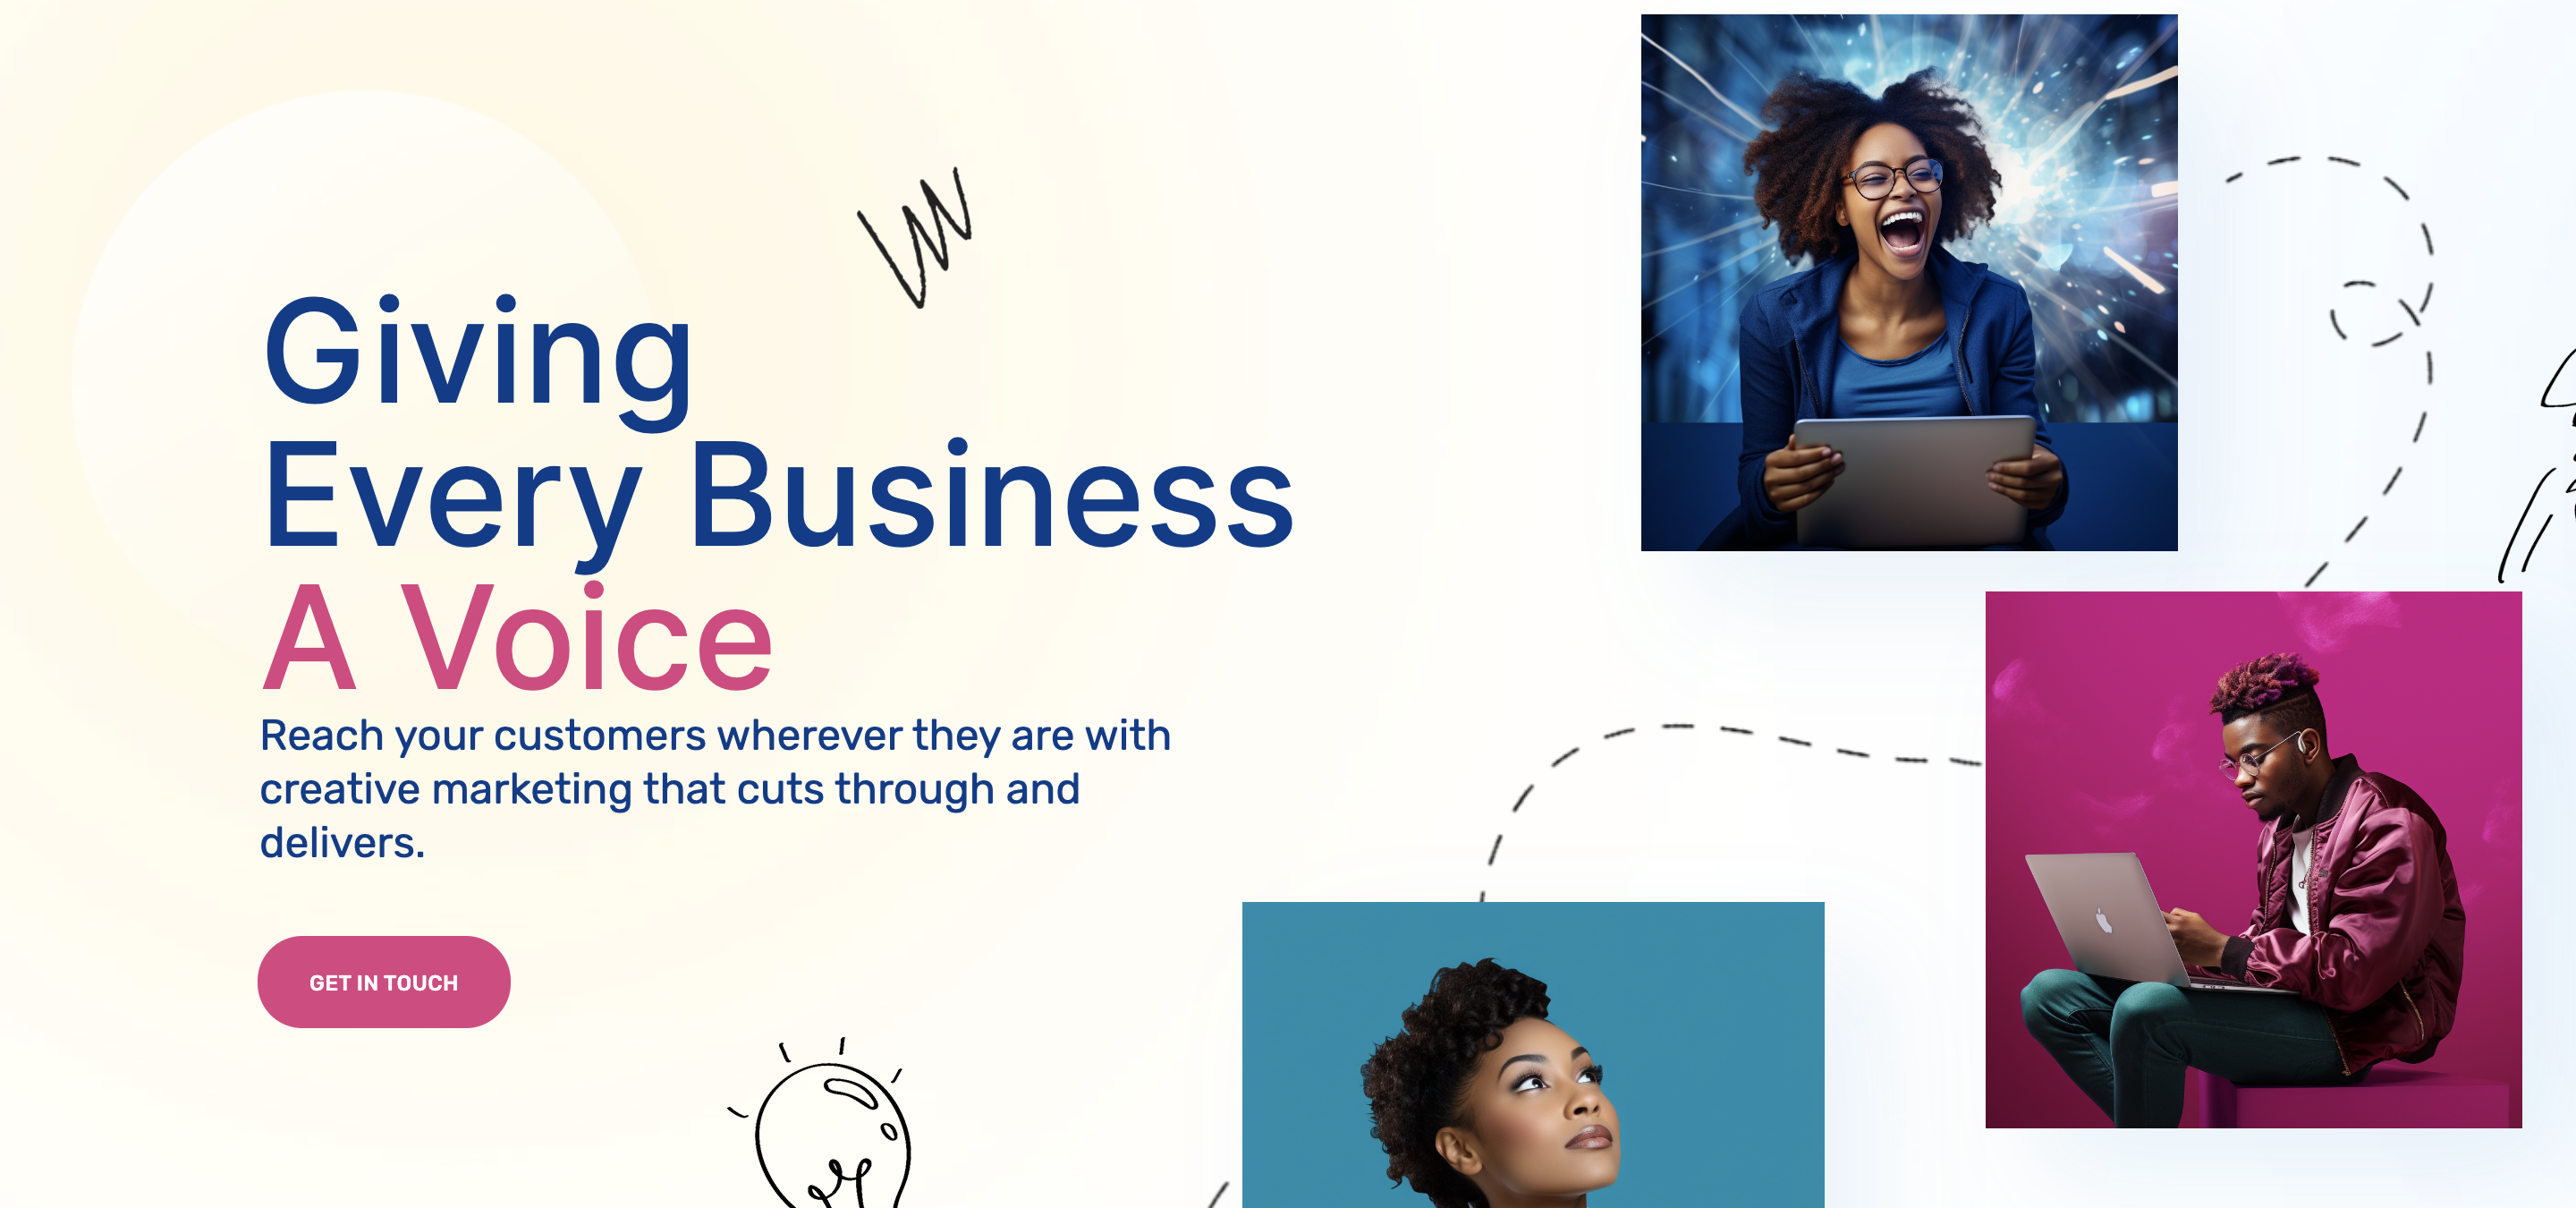 Giving
Every Business
A Voice
Reach your customers wherever they are with
creative marketing that cuts through and
delivers.
GET IN TOUCH